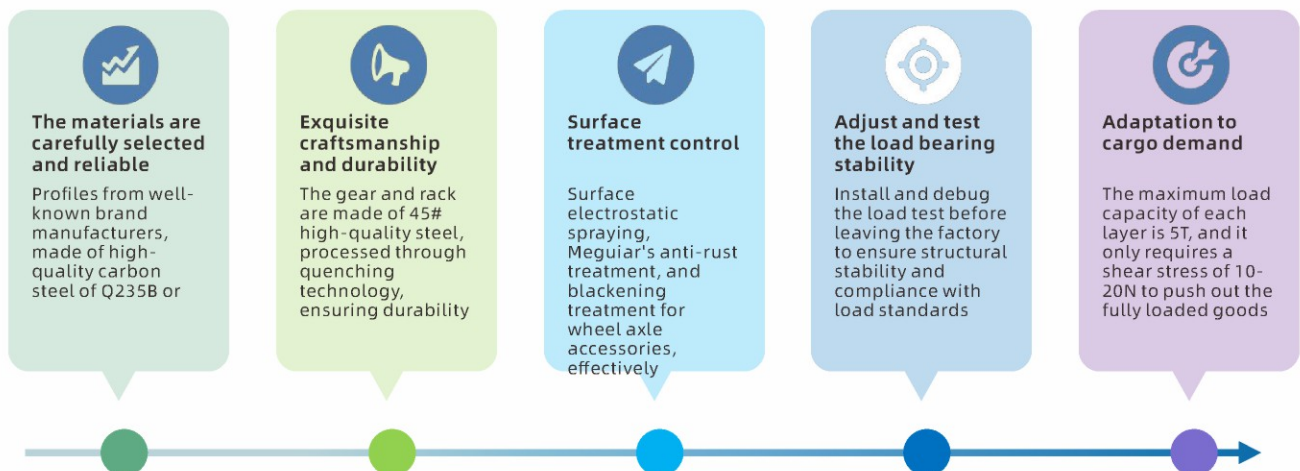 The materials are
carefully selected
and reliable
Profiles from well-
known brand
manufacturers,
made of high-
quality carbon
steel of Q235B or
Exquisite
craftsmanship
and durability
The gear and rack
are made of 45#
high-quality steel,
processed through
quenching
technology,
ensuring durability
Surface
treatment control
Surface
electrostatic
spraying,
Meguiar's anti-rust
treatment, and
blackening
treatment for
wheel axle
accessories,
effectively
Adjust and test
the load bearing
stability
Install and debug
the load test before
leaving the factory
to ensure structural
stability and
compliance with
load standards
Adaptation to
cargo demand
The maximum load
capacity of each
layer is 5T, and it
only requires a
shear stress of 10-
20N to push out the
fully loaded goods